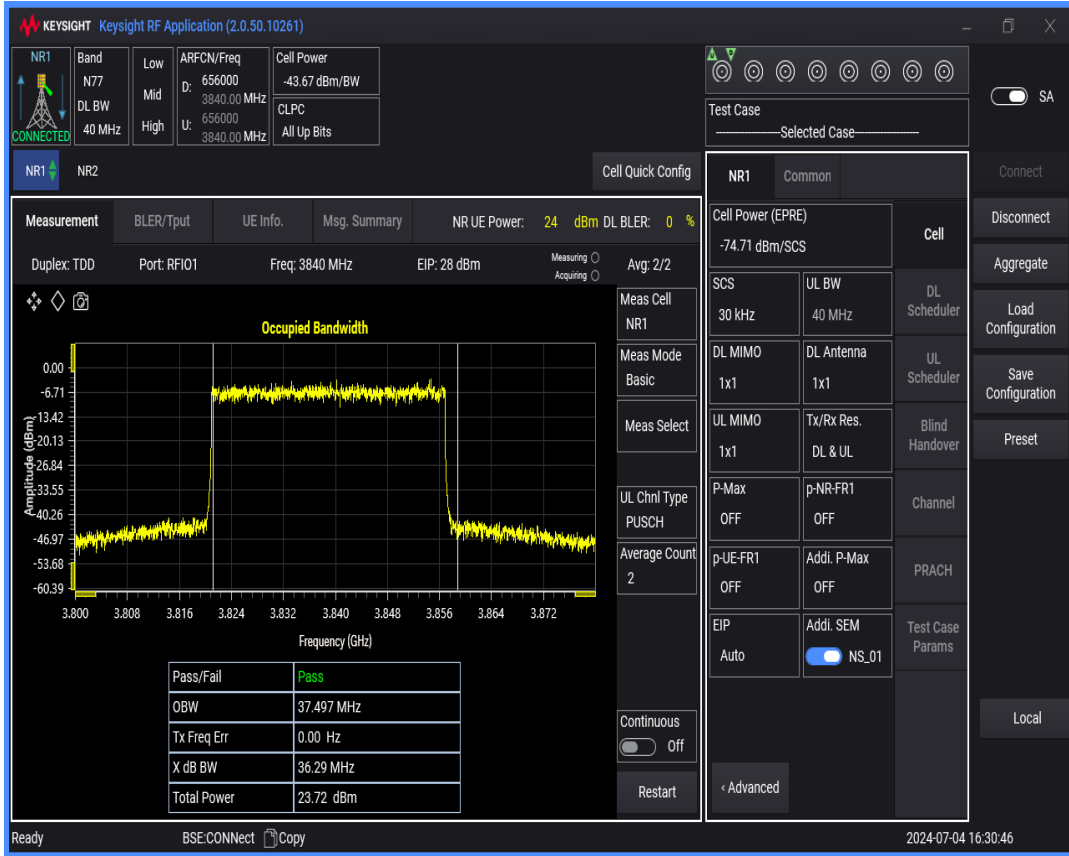 KEYSIGHT Keysight RF Application (2.0.50.10261)
NR1
CONNECTED
Band
N77
DL BW
40 MHz
Low
Mid
High
ARFCN/Freq
D: 656000
3840.00 MHz
U: 656000
3840.00 MHz
Cell Power
-43.67 dBm/BW
CLPC
All Up Bits
Test Case
Selected Case
SA
NR1
NR2
Cell Quick Config
Measurement
BLER/Tput
UE Info.
Msg. Summary
NR UE Power: 24 dBm DL BLER: 0 %
Duplex: TDD
Port: RFIO1
Freq: 3840 MHz
EIP: 28 dBm
Measuring
Acquiring
Avg: 2/2
Occupied Bandwidth
Amplitude (dBm)
0.00
-6.71
-13.42
-20.13
-26.84
-33.55
-40.26
-46.97
-53.68
-60.39
3.800 3.808 3.816 3.824 3.832 3.840 3.848 3.856 3.864 3.872
Frequency (GHz)
Pass/Fail Pass
OBW 37.497 MHz
Tx Freq Err 0.00 Hz
X dB BW 36.29 MHz
Total Power 23.72 dBm
Meas Cell
NR1
Meas Mode
Basic
Meas Select
UL Chnl Type
PUSCH
Average Count
2
Continuous
Off
Restart
NR1
Common
Cell Power (EPRE)
-74.71 dBm/SCS
SCS
30 kHz
UL BW
40 MHz
DL MIMO
1x1
DL Antenna
1x1
UL MIMO
1x1
Tx/Rx Res.
DL & UL
P-Max
OFF
p-NR-FR1
OFF
p-UE-FR1
OFF
Addi. P-Max
OFF
EIP
Auto
Addi. SEM
NS_01
‹ Advanced
Cell
DL
Scheduler
UL
Scheduler
Blind
Handover
Channel
PRACH
Test Case
Params
Connect
Disconnect
Aggregate
Load
Configuration
Save
Configuration
Preset
Local
Ready
BSE:CONNect
Copy
2024-07-04 16:30:46